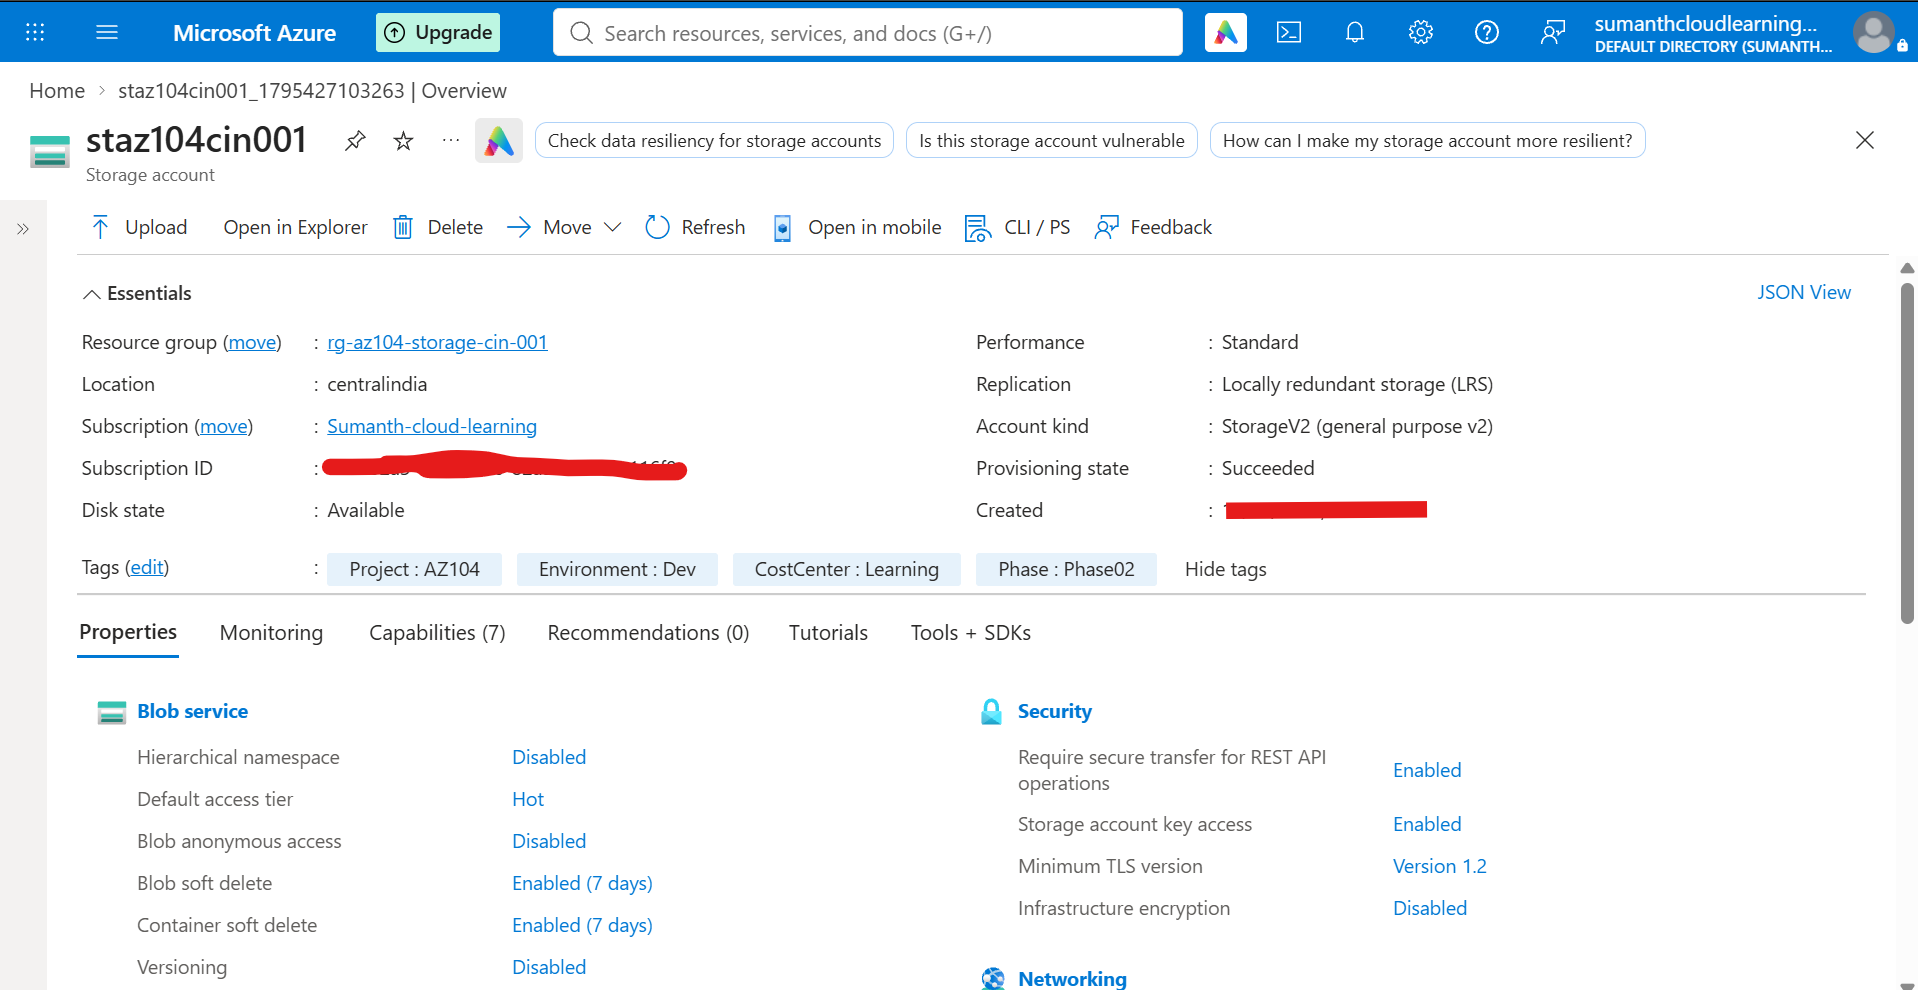 Microsoft Azure
Upgrade
Search resources, services, and docs (G+/)
sumanthcloudlearning...
DEFAULT DIRECTORY (SUMANTH...
Home > staz104cin001_1795427103263 | Overview
staz104cin001
Storage account
Check data resiliency for storage accounts
Is this storage account vulnerable
How can I make my storage account more resilient?
Upload
Open in Explorer
Delete
Move
Refresh
Open in mobile
CLI / PS
Feedback
Essentials
JSON View
Resource group (move) : rg-az104-storage-cin-001
Location : centralindia
Subscription (move) : Sumanth-cloud-learning
Subscription ID :
Disk state : Available
Performance : Standard
Replication : Locally redundant storage (LRS)
Account kind : StorageV2 (general purpose v2)
Provisioning state : Succeeded
Created :
Tags (edit) : Project : AZ104 Environment : Dev CostCenter : Learning Phase : Phase02 Hide tags
Properties
Monitoring
Capabilities (7)
Recommendations (0)
Tutorials
Tools + SDKs
Blob service
Hierarchical namespace Disabled
Default access tier Hot
Blob anonymous access Disabled
Blob soft delete Enabled (7 days)
Container soft delete Enabled (7 days)
Versioning Disabled
Security
Require secure transfer for REST API
operations Enabled
Storage account key access Enabled
Minimum TLS version Version 1.2
Infrastructure encryption Disabled
Networking